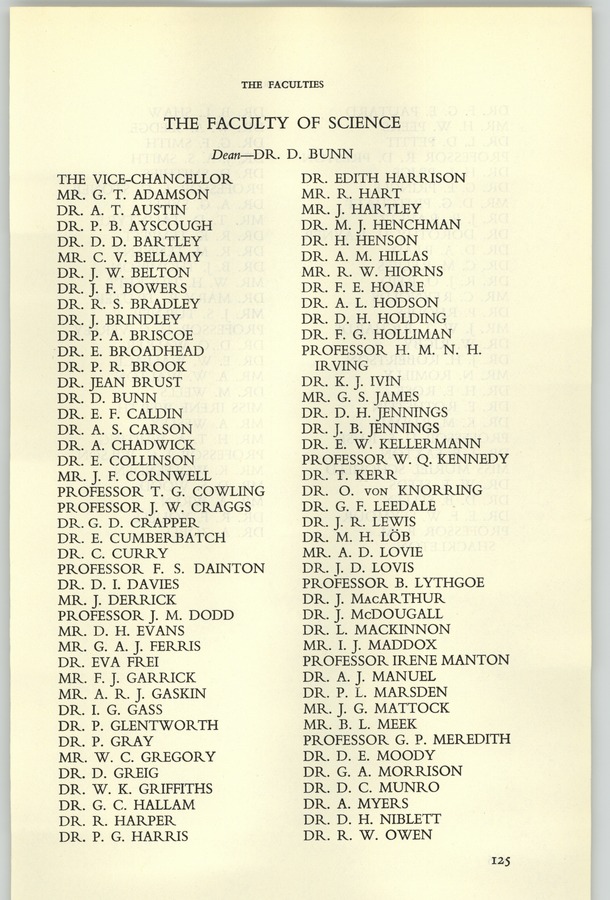 THE FACULTIES
THE FACULTY OF SCIENCE
Dean—DR. D. BUNN
THE VICE-CHANCELLOR
MR. G. T. ADAMSON
DR. A. T. AUSTIN
DR. P. B. AYSCOUGH
DR. D. D. BARTLEY
MR. C. V. BELLAMY
DR. J. W. BELTON
DR. J. F. BOWERS
DR. R. S. BRADLEY
DR. J. BRINDLEY
DR. P. A. BRISCOE
DR. E. BROADHEAD
DR. P. R. BROOK
DR. JEAN BRUST
DR. D. BUNN
DR. E. F. CALDIN
DR. A. S. CARSON
DR. A. CHADWICK
DR. E. COLLINSON
MR. J. F. CORNWELL
PROFESSOR T. G. COWLING
PROFESSOR J. W. CRAGGS
DR. G. D. CRAPPER
DR. E. CUMBERBATCH
DR. C. CURRY
PROFESSOR F. S. DAINTON
DR. D. I. DAVIES
MR. J. DERRICK
PROFESSOR J. M. DODD
MR. D. H. EVANS
MR. G. A. J. FERRIS
DR. EVA FREI
MR. F. J. GARRICK
MR. A. R. J. GASKIN
DR. I. G. GASS
DR. P. GLENTWORTH
DR. P. GRAY
MR. W. C. GREGORY
DR. D. GREIG
DR. W. K. GRIFFITHS
DR. G. C. HALLAM
DR. R. HARPER
DR. P. G. HARRIS
DR. EDITH HARRISON
MR. R. HART
MR. J. HARTLEY
DR. M. J. HENCHMAN
DR. H. HENSON
DR. A. M. HILLAS
MR. R. W. HIORNS
DR. F. E. HOARE
DR. A. L. HODSON
DR. D. H. HOLDING
DR. F. G. HOLLIMAN
PROFESSOR H. M. N. H.
IRVING
DR. K. J. IVIN
MR. G. S. JAMES
DR. D. H. JENNINGS
DR. J. B. JENNINGS
DR. E. W. KELLERMANN
PROFESSOR W. Q. KENNEDY
DR. T. KERR
DR. O. VON KNORRING
DR. G. F. LEEDALE
DR. J. R. LEWIS
DR. M. H. LÖB
MR. A. D. LOVIE
DR. J. D. LOVIS
PROFESSOR B. LYTHGOE
DR. J. MacARTHUR
DR. J. McDOUGALL
DR. L. MACKINNON
MR. I. J. MADDOX
PROFESSOR IRENE MANTON
DR. A. J. MANUEL
DR. P. L. MARSDEN
MR. J. G. MATTOCK
MR. B. L. MEEK
PROFESSOR G. P. MEREDITH
DR. D. E. MOODY
DR. G. A. MORRISON
DR. D. C. MUNRO
DR. A. MYERS
DR. D. H. NIBLETT
DR. R. W. OWEN
125